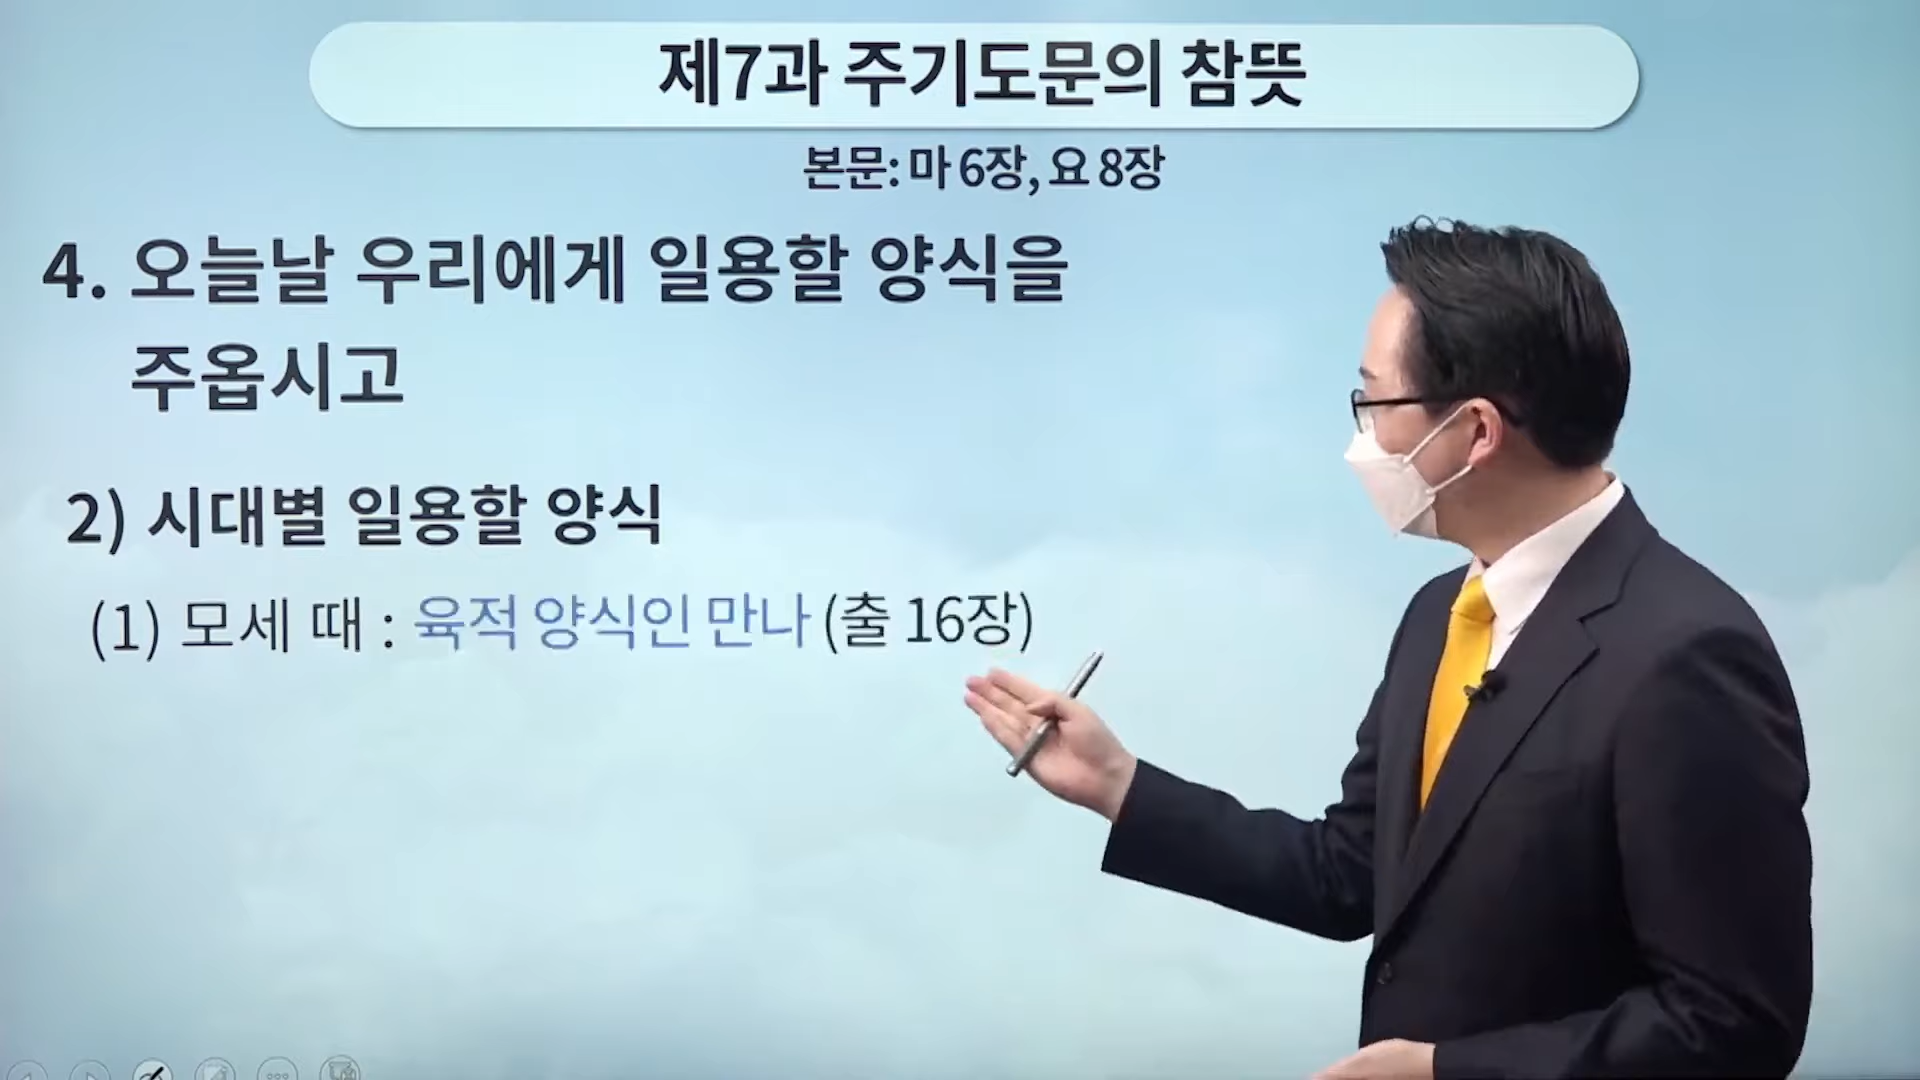 제7과 주기도문의 참뜻
본문: 마 6장, 요 8장
4. 오늘날 우리에게 일용할 양식을
주옵시고
2) 시대별 일용할 양식
(1) 모세 때 : 육적 양식인 만나 (출 16장)